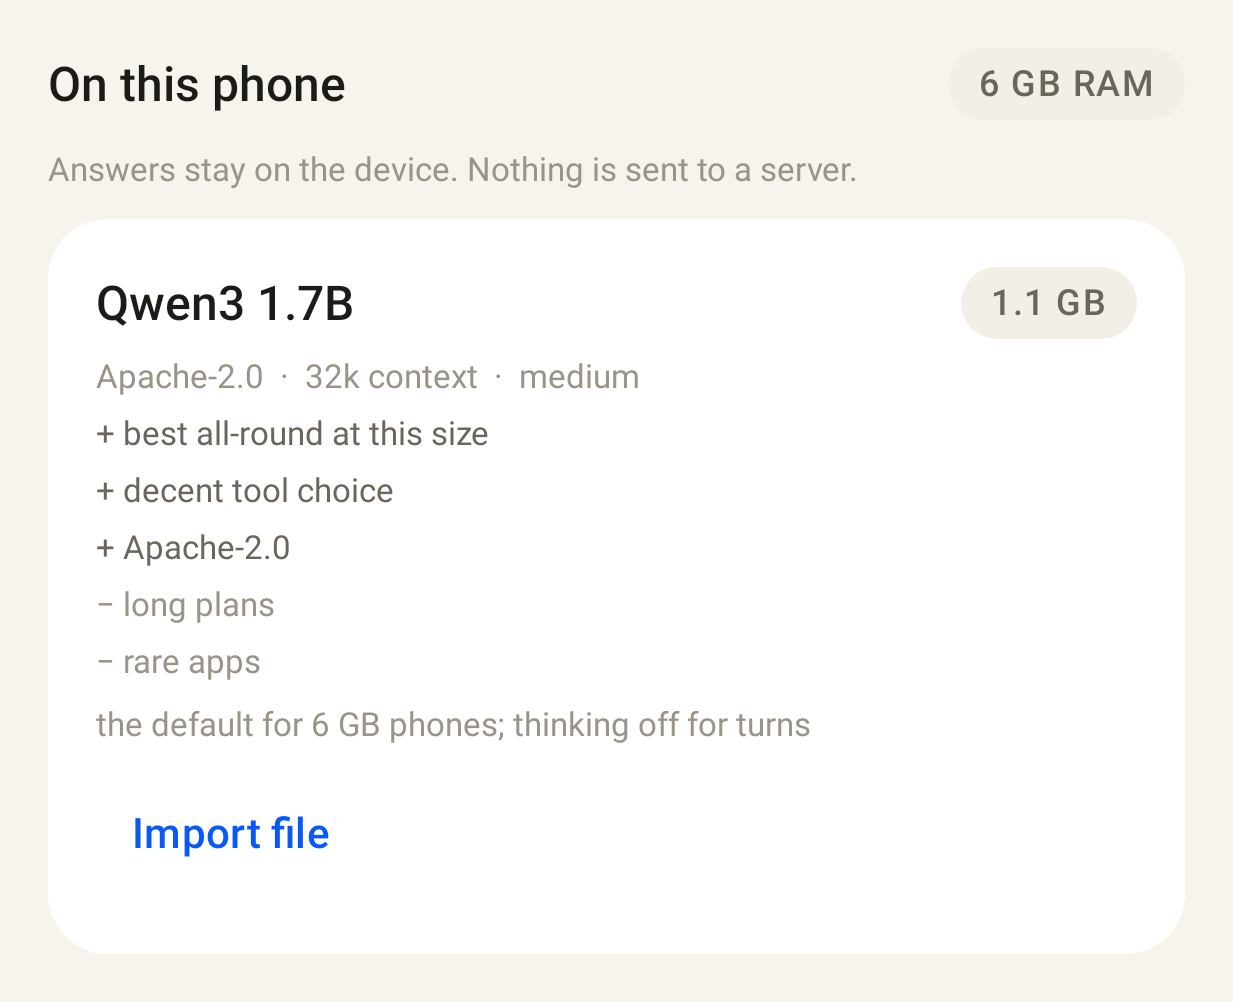 On this phone
6 GB RAM
Answers stay on the device. Nothing is sent to a server.
Qwen3 1.7B
1.1 GB
Apache-2.0 · 32k context · medium
+ best all-round at this size
+ decent tool choice
+ Apache-2.0
− long plans
− rare apps
the default for 6 GB phones; thinking off for turns
Import file